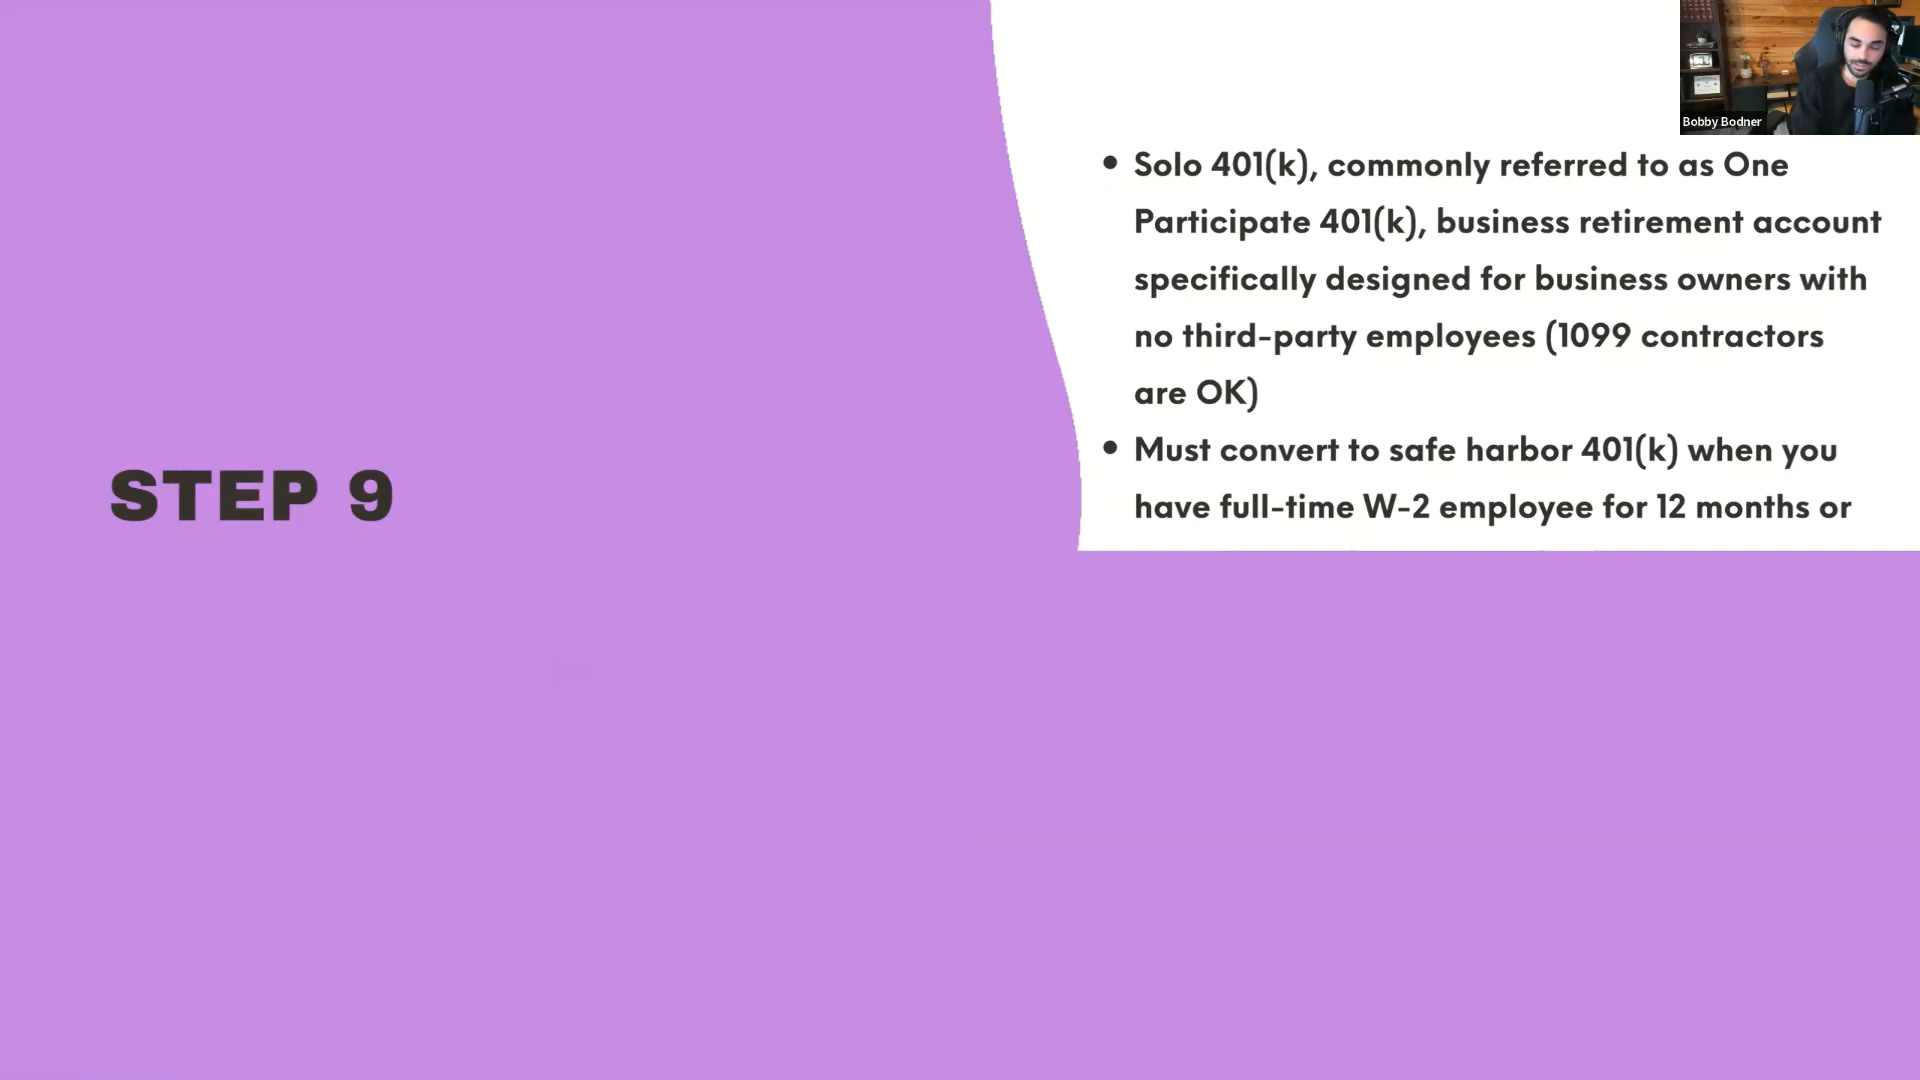 Bobby Bodner
• Solo 401(k), commonly referred to as One
Participate 401(k), business retirement account
specifically designed for business owners with
no third-party employees (1099 contractors
are OK)
• Must convert to safe harbor 401(k) when you
have full-time W-2 employee for 12 months or
STEP 9